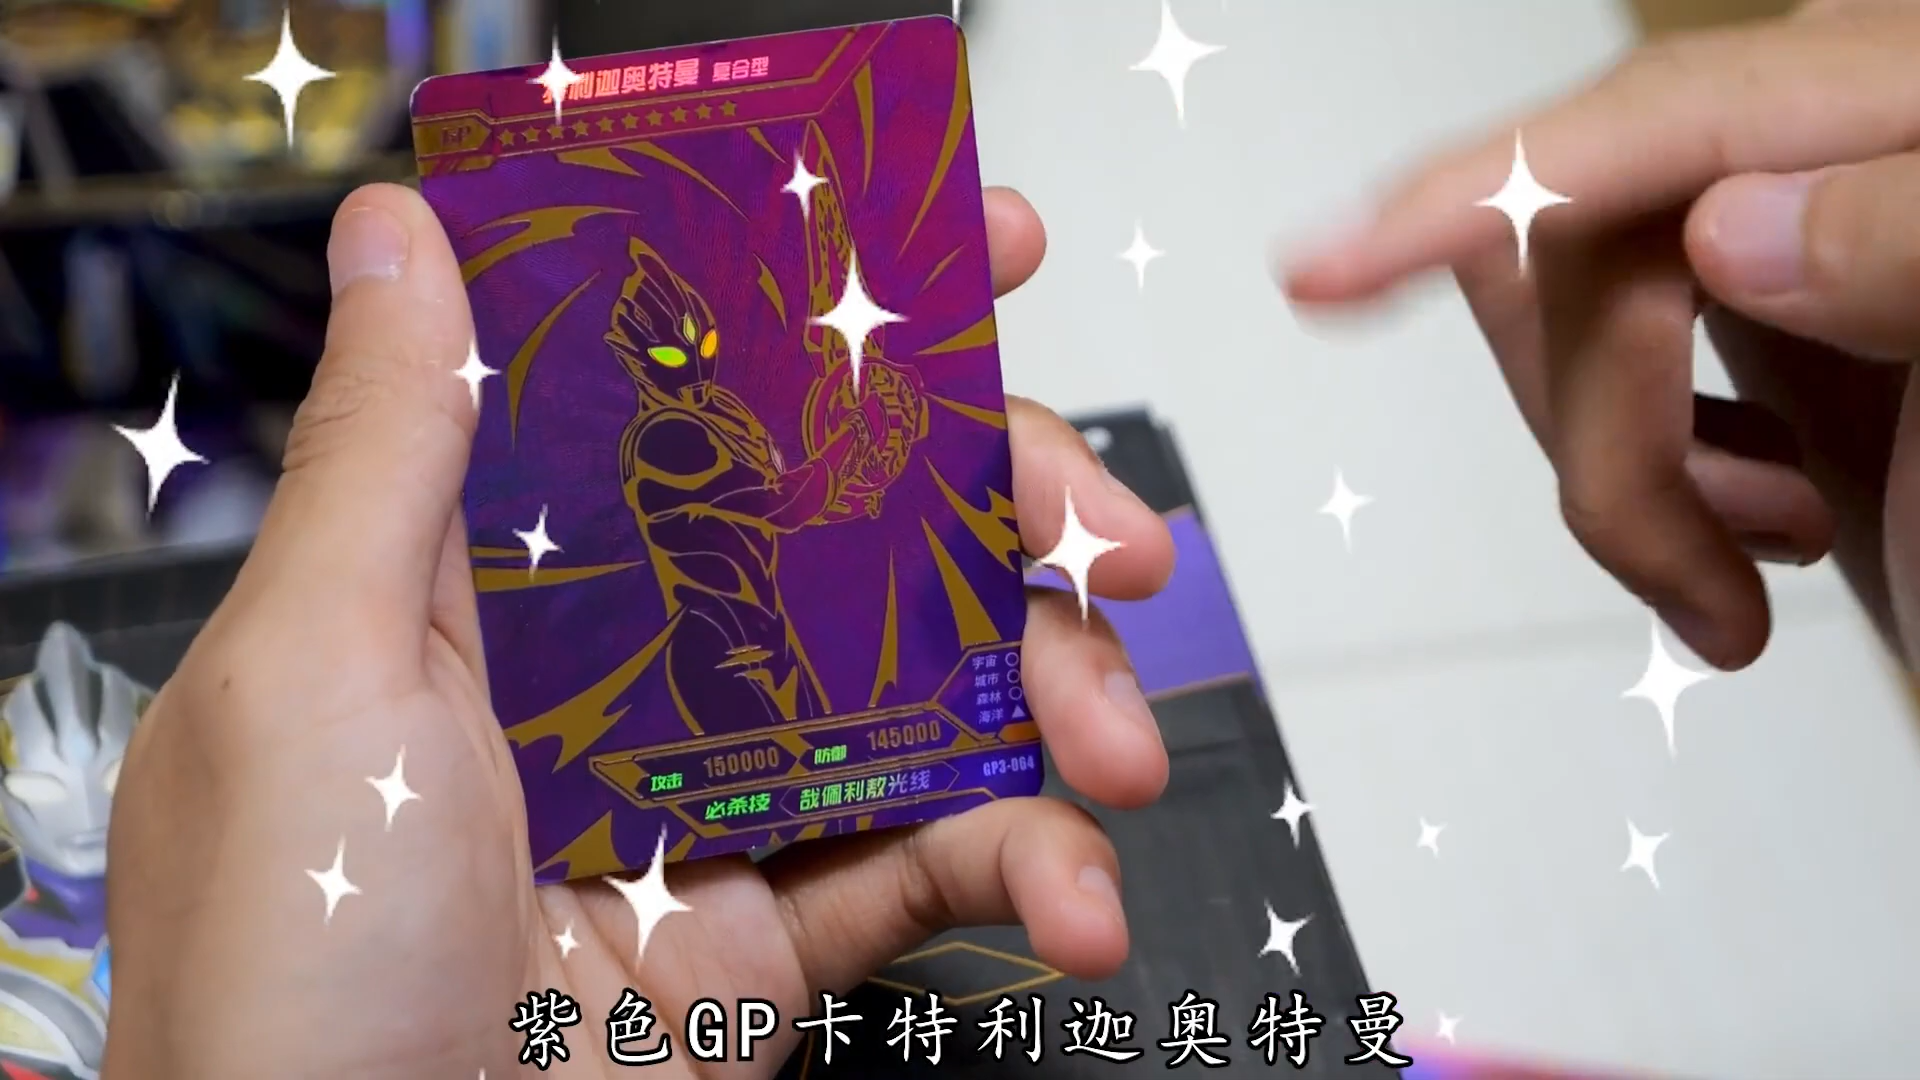 特利迦奥特曼 复合型
GP
宇宙 ○
城市 ○
森林 ○
海洋 ▲
攻击 150000 防御 145000
GP3-064
必杀技 哉佩利敖光线
紫色GP卡特利迦奥特曼